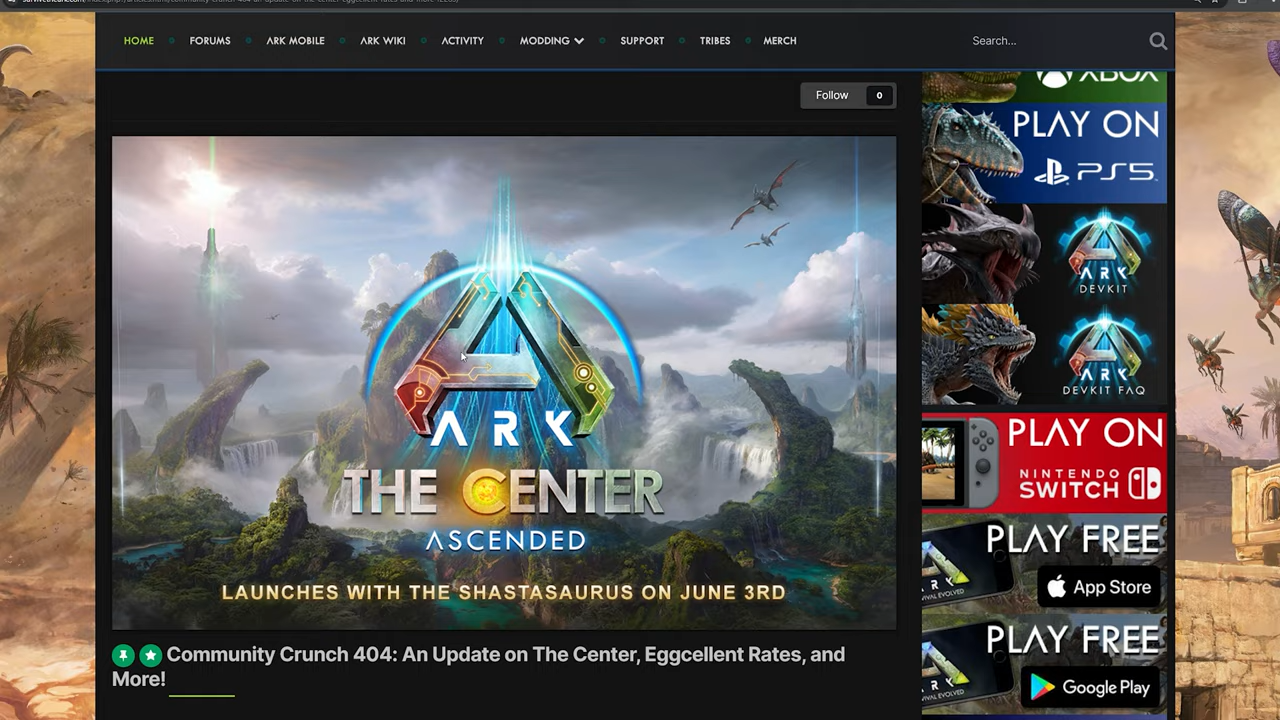 HOME
FORUMS
ARK MOBILE
ARK WIKI
ACTIVITY
MODDING
SUPPORT
TRIBES
MERCH
Search...
Follow
0
XBOX
PLAY ON
PS5
ARK
DEVKIT
ARK
DEVKIT FAQ
PLAY ON
NINTENDO
SWITCH
PLAY FREE
App Store
PLAY FREE
Google Play
ARK
THE CENTER
ASCENDED
LAUNCHES WITH THE SHASTASAURUS ON JUNE 3RD
Community Crunch 404: An Update on The Center, Eggcellent Rates, and
More!